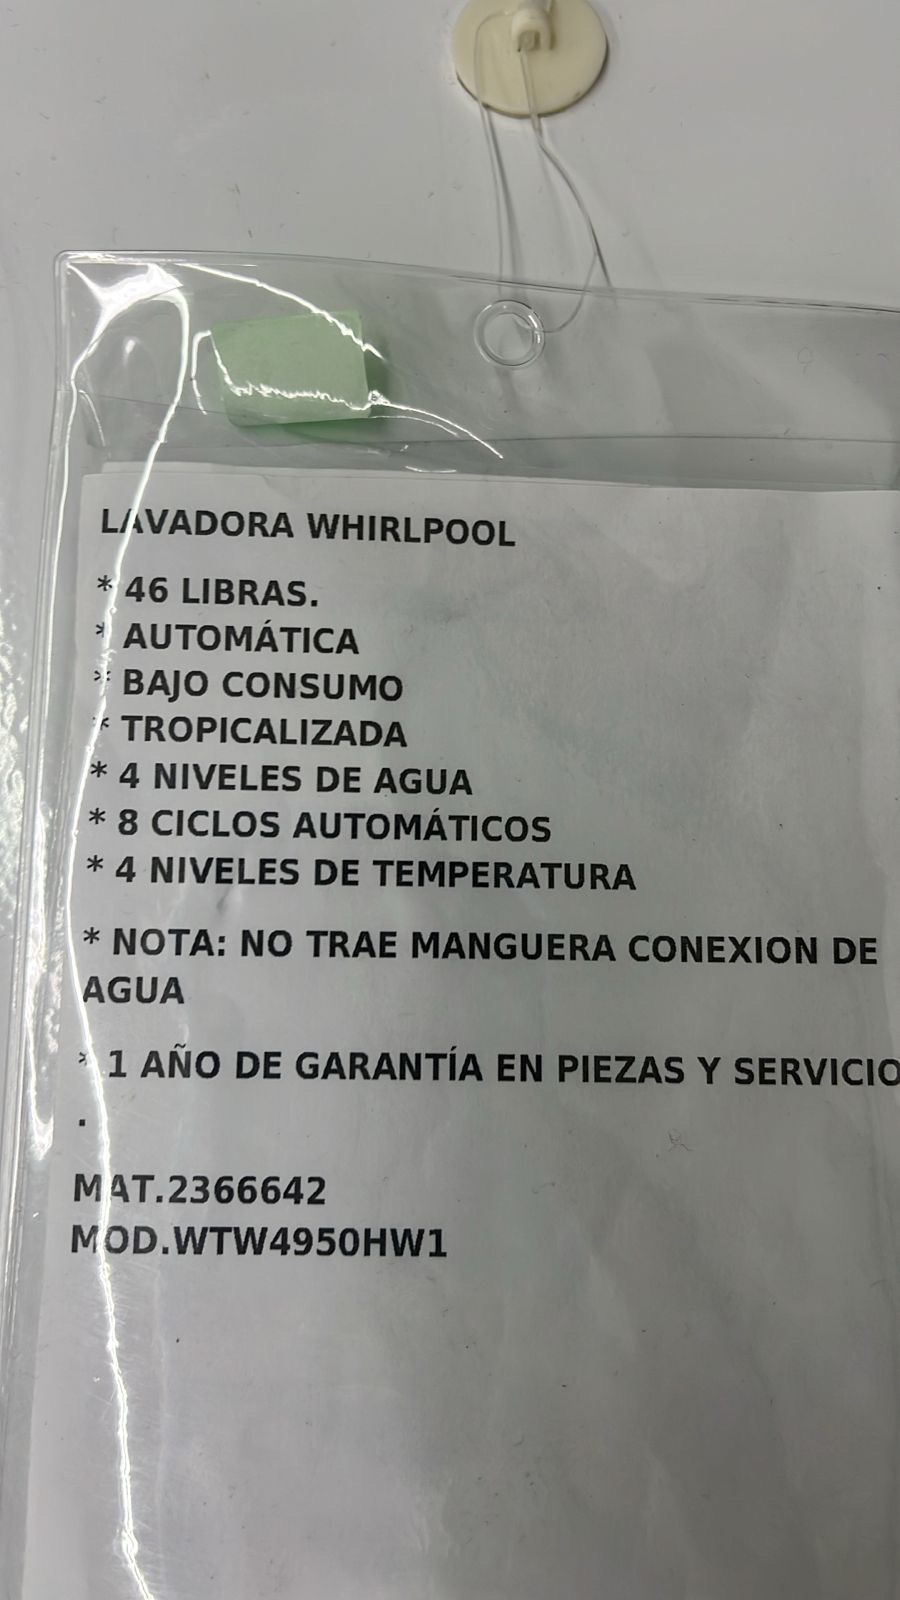 LAVADORA WHIRLPOOL
* 46 LIBRAS.
* AUTOMÁTICA
* BAJO CONSUMO
* TROPICALIZADA
* 4 NIVELES DE AGUA
* 8 CICLOS AUTOMÁTICOS
* 4 NIVELES DE TEMPERATURA
* NOTA: NO TRAE MANGUERA CONEXION DE
AGUA
* 1 AÑO DE GARANTÍA EN PIEZAS Y SERVICIO
.
MAT.2366642
MOD.WTW4950HW1